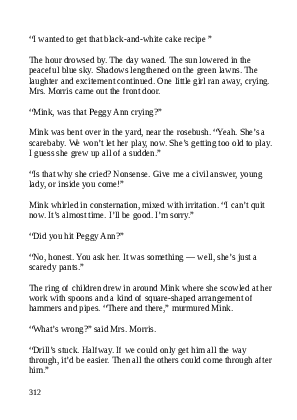 “I wanted to get that black-and-white cake recipe ”
The hour drowsed by. The day waned. The sun lowered in the
peaceful blue sky. Shadows lengthened on the green lawns. The
laughter and excitement continued. One little girl ran away, crying.
Mrs. Morris came out the front door.
“Mink, was that Peggy Ann crying?”
Mink was bent over in the yard, near the rosebush. “Yeah. She’s a
scarebaby. We won’t let her play, now. She’s getting too old to play.
I guess she grew up all of a sudden.”
“Is that why she cried? Nonsense. Give me a civil answer, young
lady, or inside you come!”
Mink whirled in consternation, mixed with irritation. “I can’t quit
now. It’s almost time. I’ll be good. I’m sorry.”
“Did you hit Peggy Ann?”
“No, honest. You ask her. It was something — well, she’s just a
scaredy pants.”
The ring of children drew in around Mink where she scowled at her
work with spoons and a kind of square-shaped arrangement of
hammers and pipes. “There and there,” murmured Mink.
“What’s wrong?” said Mrs. Morris.
“Drill’s stuck. Halfway. If we could only get him all the way
through, it’d be easier. Then all the others could come through after
him.”
312